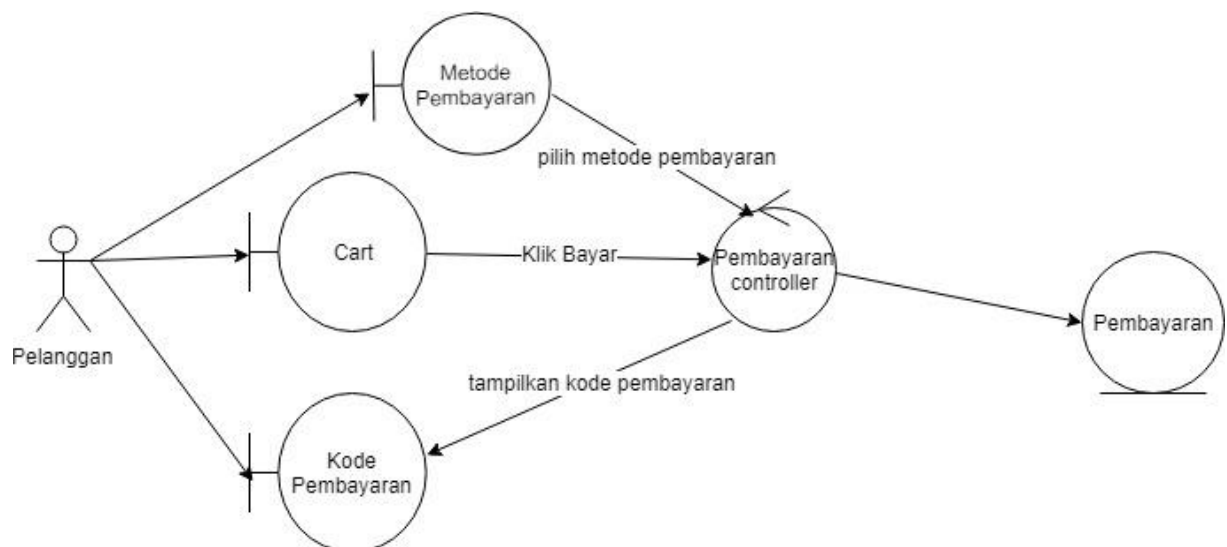 Metode
Pembayaran
pilih metode pembayaran
Cart
Klik Bayar
Pembayaran
controller
Pembayaran
Pelanggan
tampilkan kode pembayaran
Kode
Pembayaran